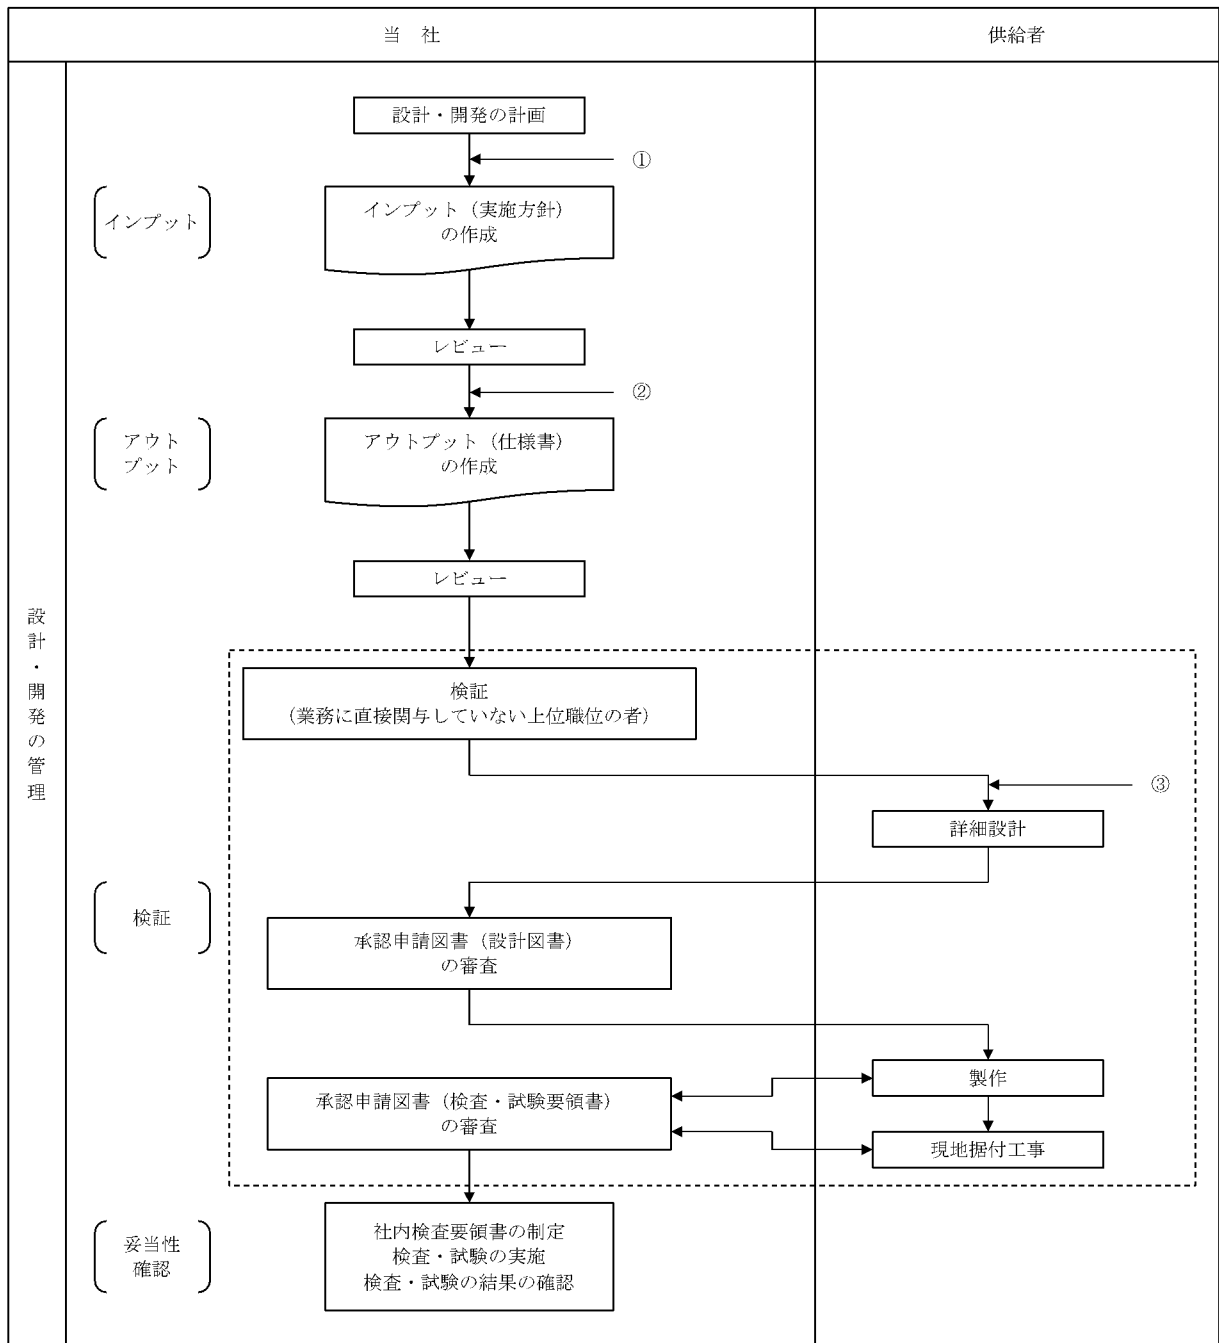 当 社
供給者
設計・開発の計画
①
インプット
インプット（実施方針）
の作成
レビュー
②
アウト
プット
アウトプット（仕様書）
の作成
レビュー
設計・開発の管理
検証
（業務に直接関与していない上位職位の者）
③
詳細設計
検証
承認申請図書（設計図書）
の審査
製作
承認申請図書（検査・試験要領書）
の審査
現地据付工事
妥当性
確認
社内検査要領書の制定
検査・試験の実施
検査・試験の結果の確認